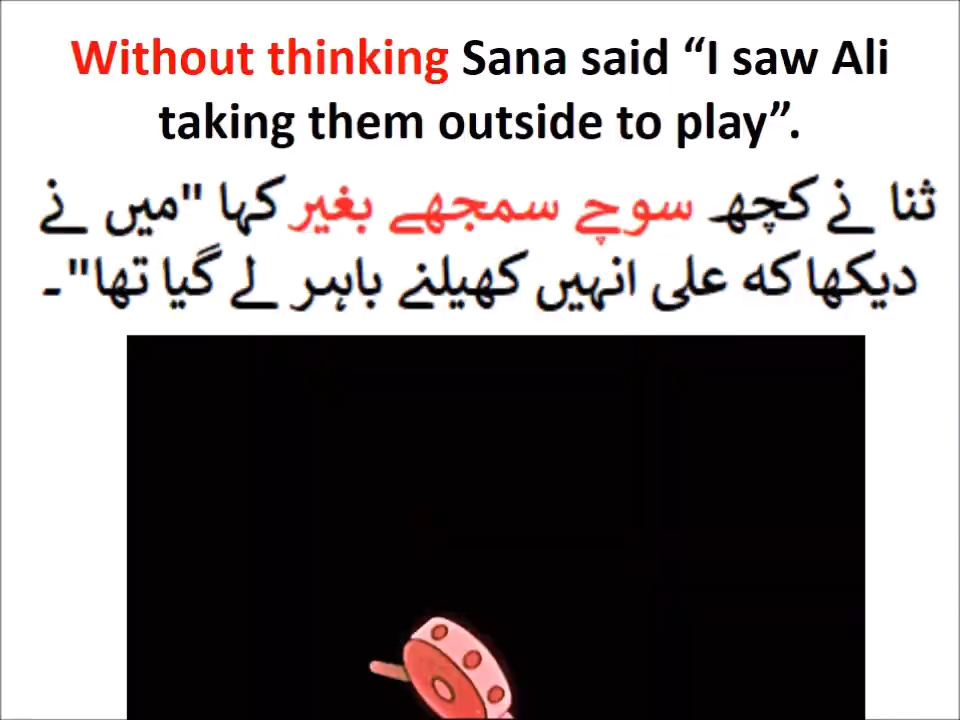 Without thinking Sana said “I saw Ali
taking them outside to play”.
ثنا نے کچھ سوچے سمجھے بغیر کہا "میں نے
دیکھا کہ علی انہیں کھیلنے باہر لے گیا تھا"۔